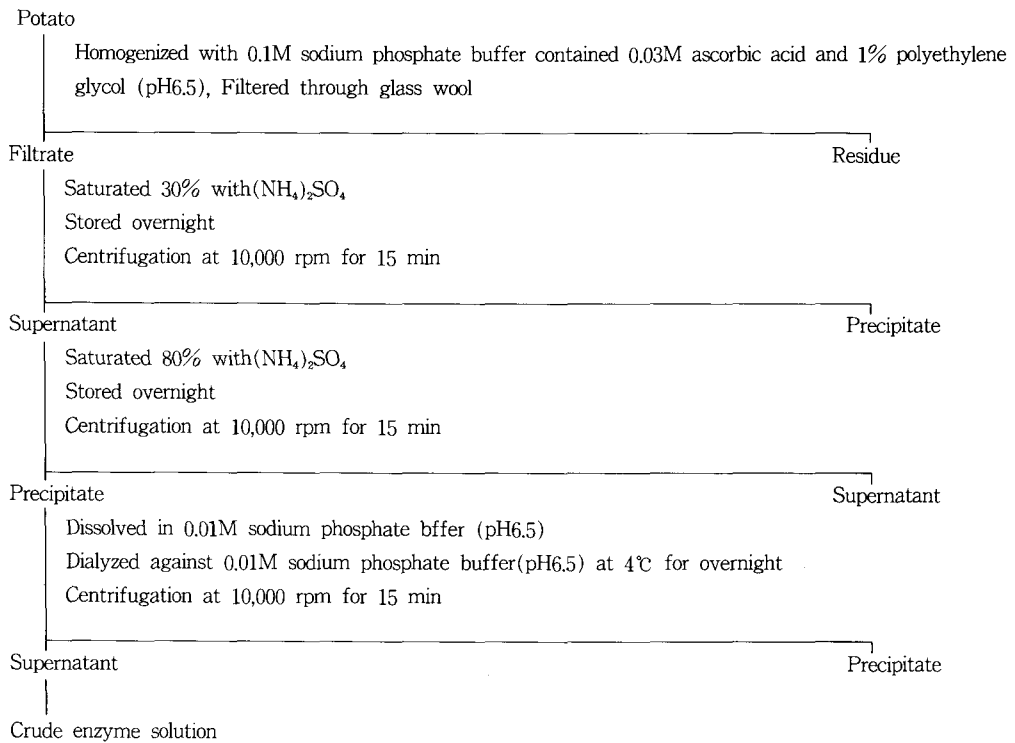 Potato
Homogenized with 0.1M sodium phosphate buffer contained 0.03M ascorbic acid and 1% polyethylene
glycol (pH6.5), Filtered through glass wool
Filtrate Residue
Saturated 30% with(NH₄)₂SO₄
Stored overnight
Centrifugation at 10,000 rpm for 15 min
Supernatant Precipitate
Saturated 80% with(NH₄)₂SO₄
Stored overnight
Centrifugation at 10,000 rpm for 15 min
Precipitate Supernatant
Dissolved in 0.01M sodium phosphate bffer (pH6.5)
Dialyzed against 0.01M sodium phosphate buffer(pH6.5) at 4℃ for overnight
Centrifugation at 10,000 rpm for 15 min
Supernatant Precipitate
Crude enzyme solution